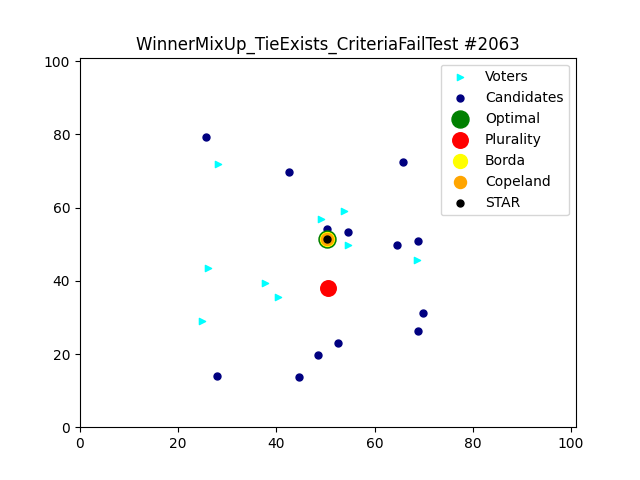 WinnerMixUp_TieExists_CriteriaFailTest #2063
100
80
60
40
20
0
0 20 40 60 80 100
Voters
Candidates
Optimal
Plurality
Borda
Copeland
STAR